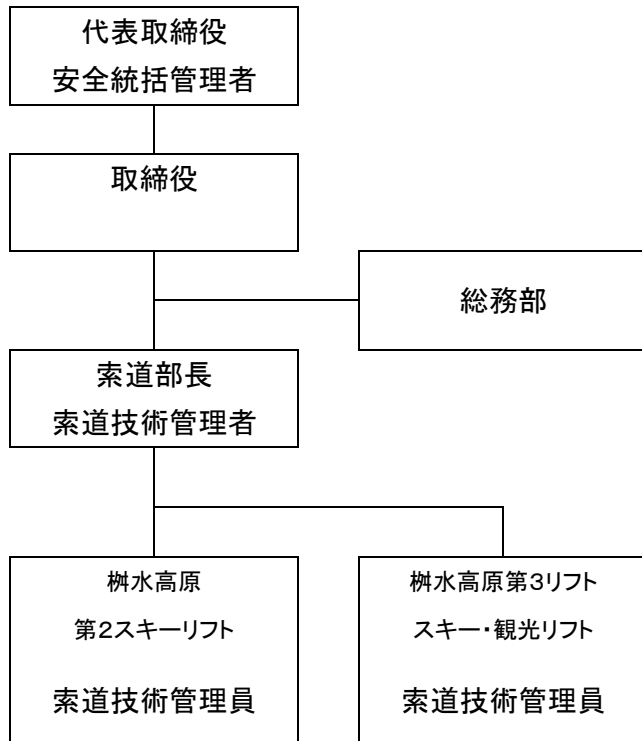 代表取締役
安全統括管理者
取締役
総務部
索道部長
索道技術管理者
桝水高原
第2スキーリフト
索道技術管理員
桝水高原第3リフト
スキー・観光リフト
索道技術管理員